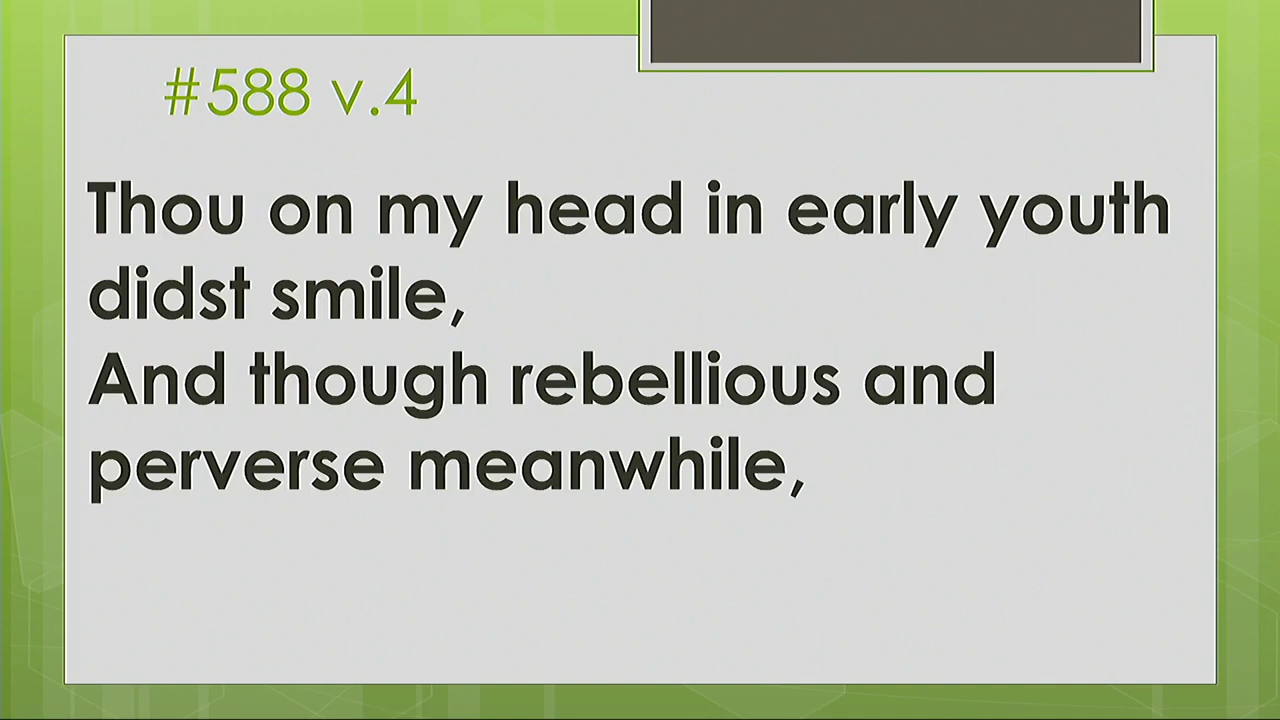 #588 v.4
Thou on my head in early youth
didst smile,
And though rebellious and
perverse meanwhile,